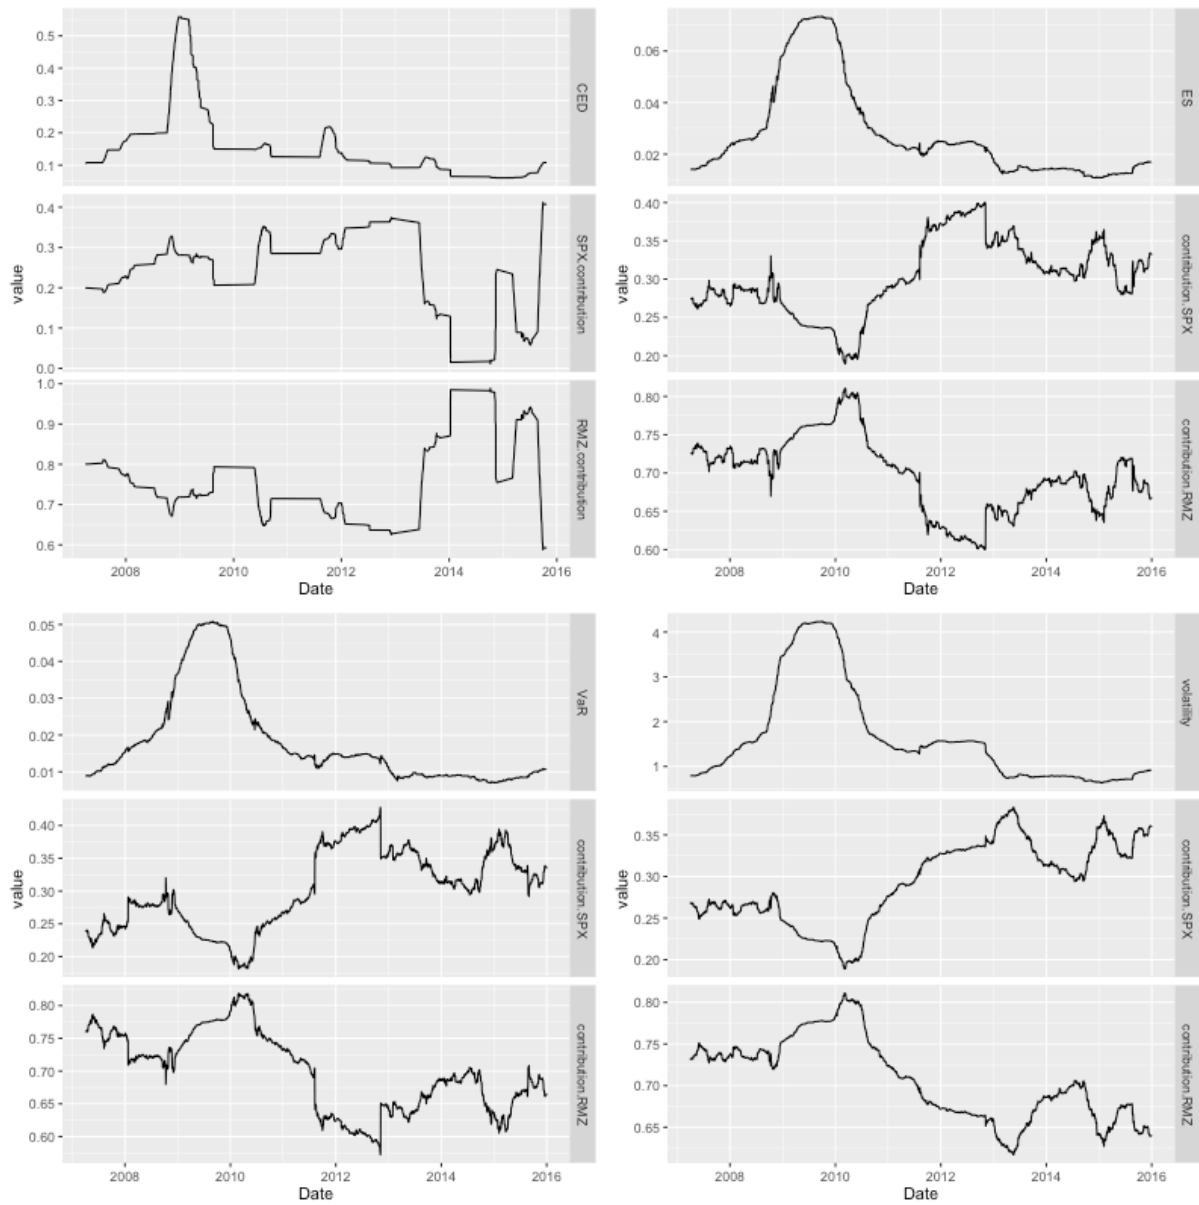 0.5
0.4
0.3
0.2
0.1
CED
0.4
0.3
0.2
0.1
0.0
SPX.contribution
value
1.0
0.9
0.8
0.7
0.6
RMZ.contribution
2008 2010 2012 2014 2016
Date
0.06
0.04
0.02
ES
0.40
0.35
0.30
0.25
0.20
contribution.SPX
value
0.80
0.75
0.70
0.65
0.60
contribution.RMZ
2008 2010 2012 2014 2016
Date
0.05
0.04
0.03
0.02
0.01
VaR
0.40
0.35
0.30
0.25
0.20
contribution.SPX
value
0.80
0.75
0.70
0.65
0.60
contribution.RMZ
2008 2010 2012 2014 2016
Date
4
3
2
1
volatility
0.35
0.30
0.25
0.20
contribution.SPX
value
0.80
0.75
0.70
0.65
contribution.RMZ
2008 2010 2012 2014 2016
Date